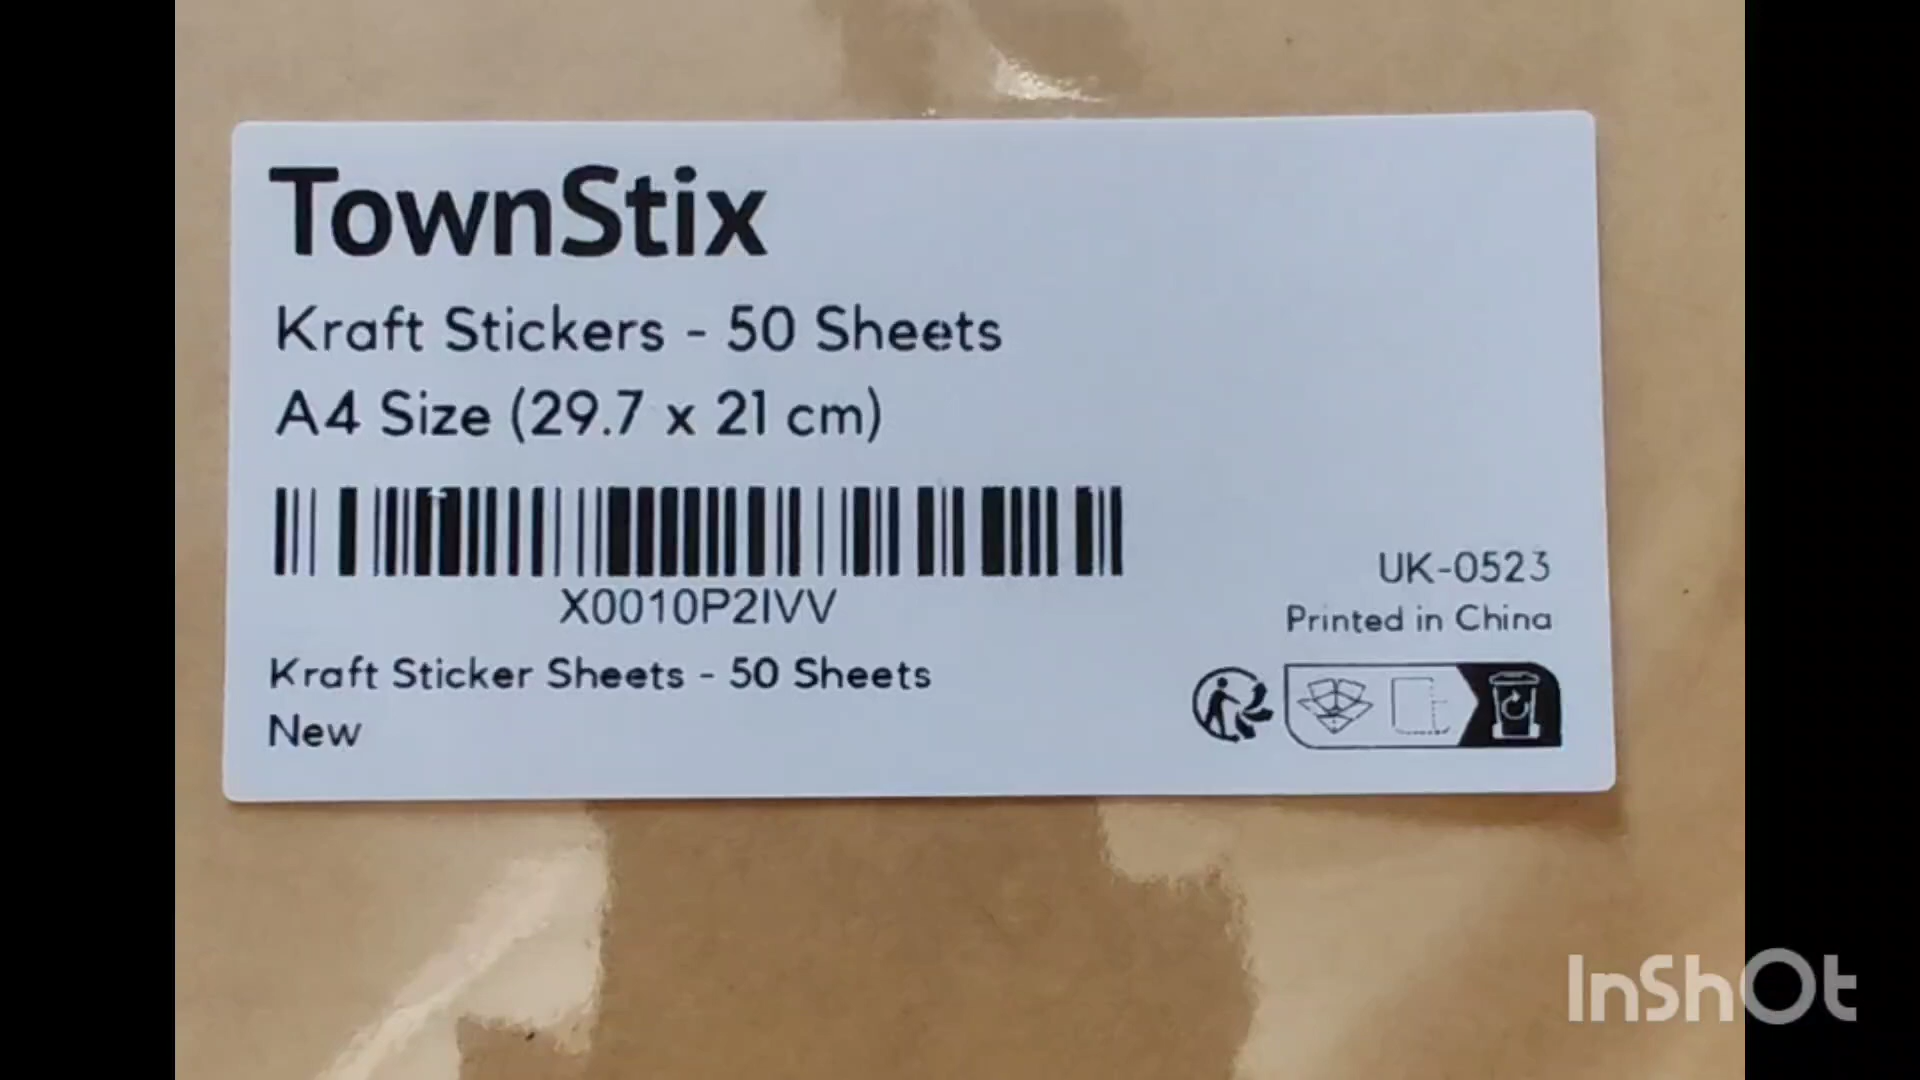 TownStix
Kraft Stickers - 50 Sheets
A4 Size (29.7 x 21 cm)
X0010P2IVV
Kraft Sticker Sheets - 50 Sheets
New
UK-0523
Printed in China
InShOt